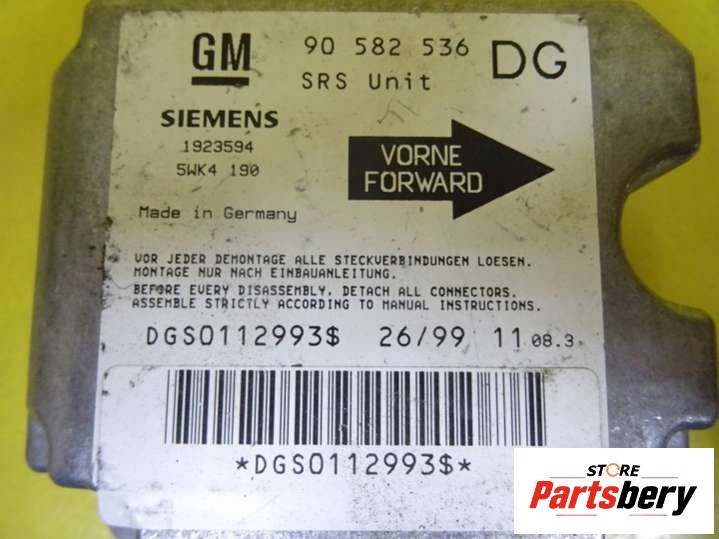 GM 90 582 536 DG
SRS Unit
SIEMENS
1923594
5WK4 190
VORNE
FORWARD
Made in Germany
VOR JEDER DEMONTAGE ALLE STECKVERBINDUNGEN LOESEN.
MONTAGE NUR NACH EINBAUANLEITUNG.
BEFORE EVERY DISASSEMBLY, DETACH ALL CONNECTORS.
ASSEMBLE STRICTLY ACCORDING TO MANUAL INSTRUCTIONS.
DGS0112993$ 26/99 11 08.3
*DGS0112993$*
STORE
Partsbery